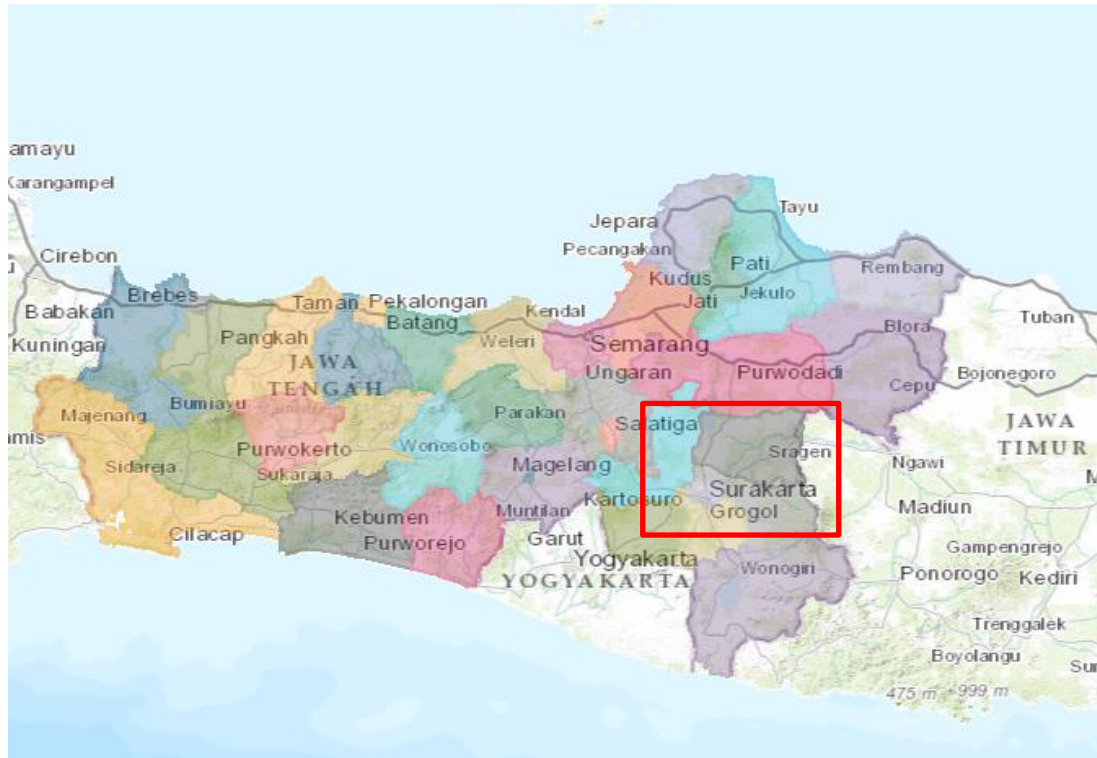 amayu
Karangampel
Tayu
Jepara
Pecangakan
Cirebon
Kudus
Pati
Rembang
Brebes
Taman
Pekalongan
Jati
Jekulo
Babakan
Kendal
Tuban
Batang
Blora
Kuningan
Pangkah
Weleri
Semarang
JAWA
TENGAH
Ungaran
Purwodadi
Bojonegoro
Cepu
Bumiayu
Majenang
Parakan
Salatiga
JAWA
TIMUR
amis
Purwokerto
Wonosobo
Sragen
Sidareja
Sukaraja
Magelang
Ngawi
Surakarta
Kartosuro
Grogol
Muntilan
Madiun
Kebumen
Cilacap
Purworejo
Garut
Yogyakarta
YOGYAKARTA
Gampengrejo
Wonogiri
Ponorogo
Kediri
Trenggalek
Boyolangu
Sur
475 m
999 m